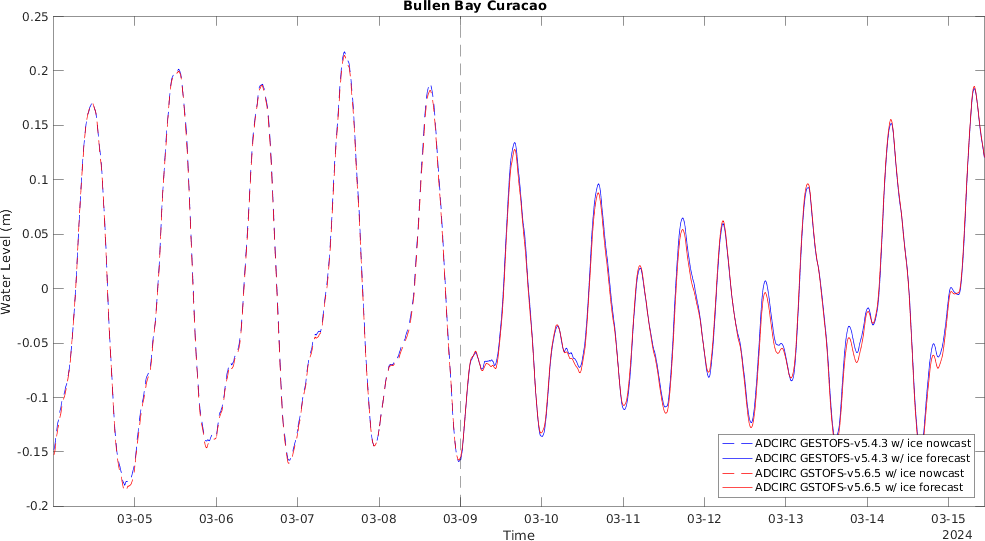 Bullen Bay Curacao
0.25
0.2
0.15
0.1
0.05
0
-0.05
-0.1
-0.15
-0.2
Water Level (m)
ADCIRC GESTOFS-v5.4.3 w/ ice nowcast
ADCIRC GESTOFS-v5.4.3 w/ ice forecast
ADCIRC GSTOFS-v5.6.5 w/ ice nowcast
ADCIRC GSTOFS-v5.6.5 w/ ice forecast
03-05 03-06 03-07 03-08 03-09 03-10 03-11 03-12 03-13 03-14 03-15
Time
2024